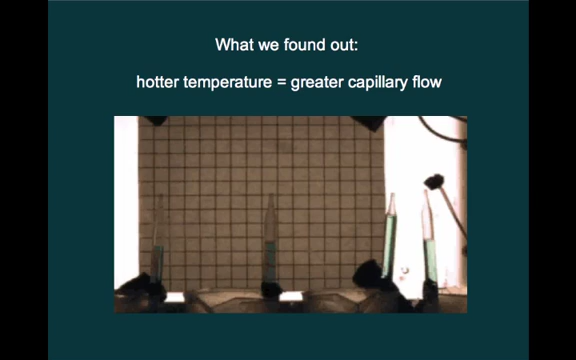 What we found out:
hotter temperature = greater capillary flow